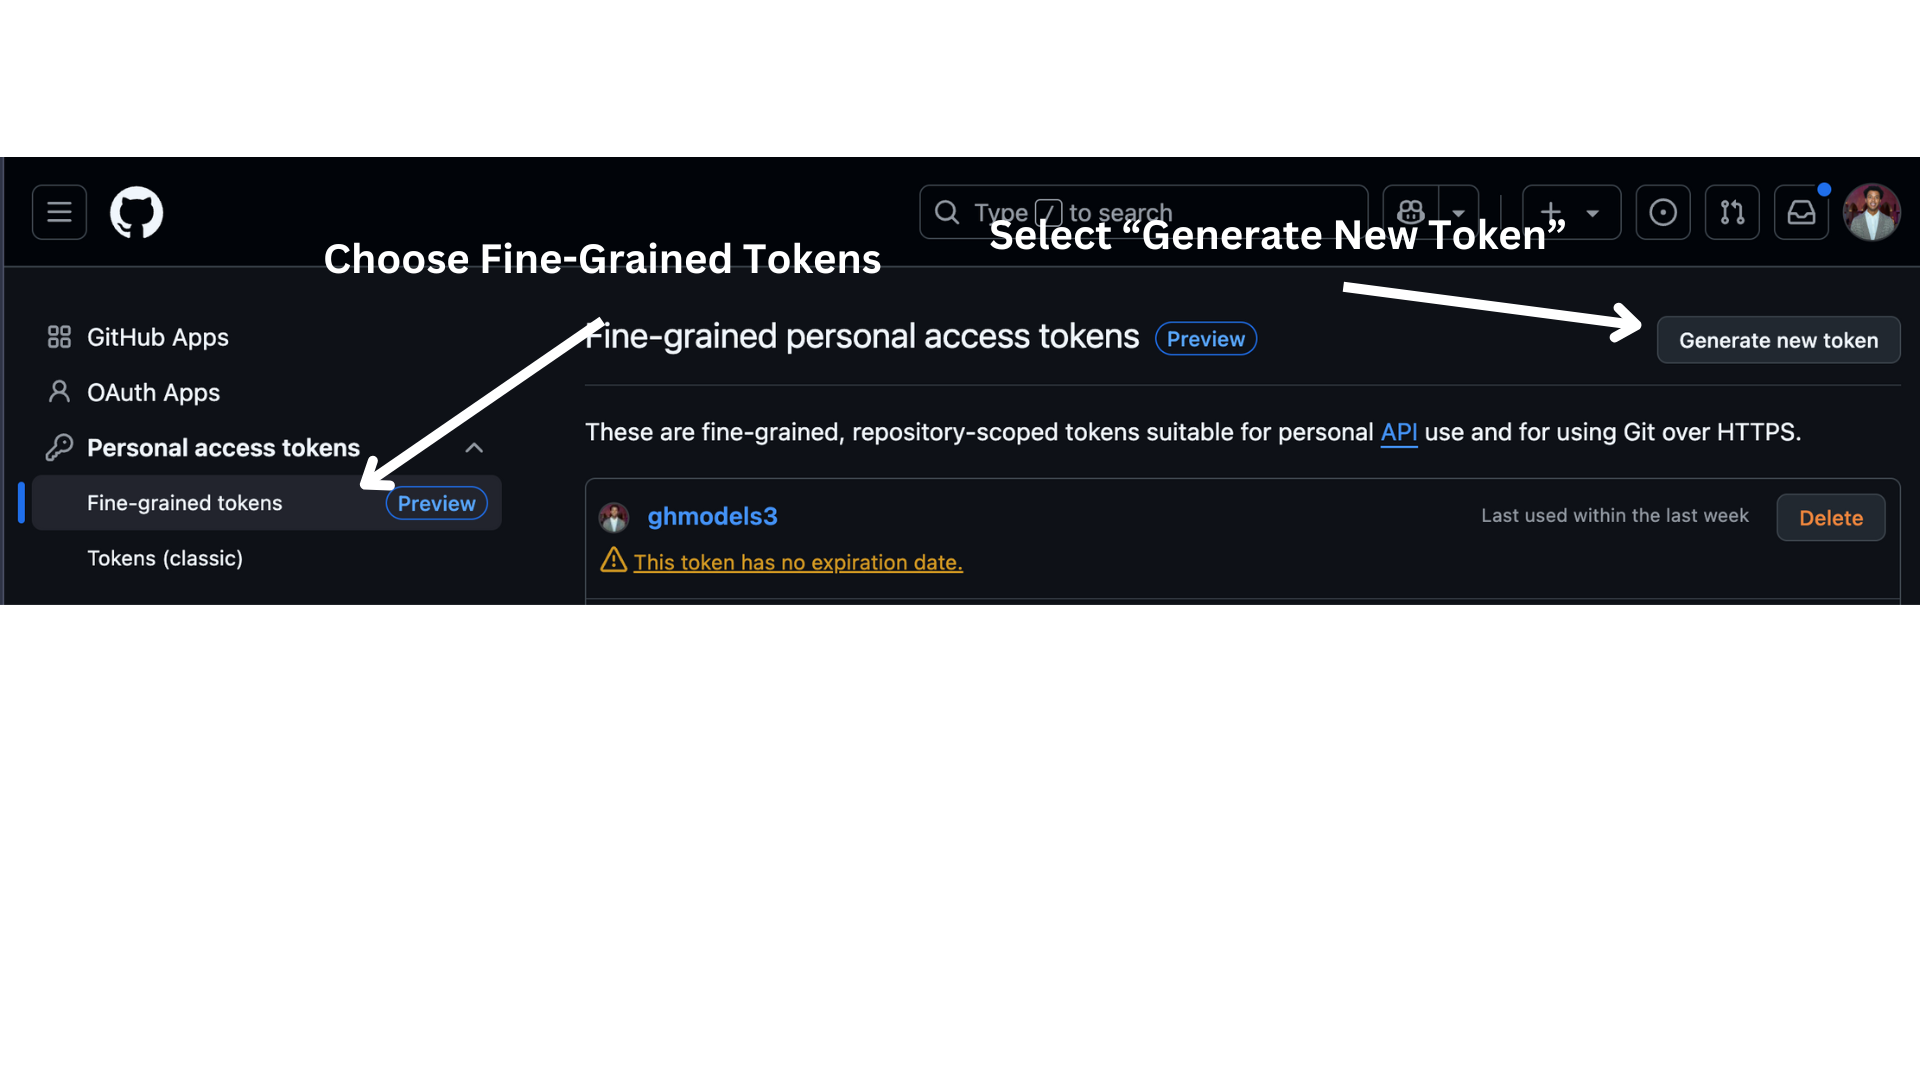 Type / to search
Select “Generate New Token”
Choose Fine-Grained Tokens
GitHub Apps
OAuth Apps
Personal access tokens
Fine-grained tokens Preview
Tokens (classic)
Fine-grained personal access tokens Preview
Generate new token
These are fine-grained, repository-scoped tokens suitable for personal API use and for using Git over HTTPS.
ghmodels3
Last used within the last week
Delete
This token has no expiration date.